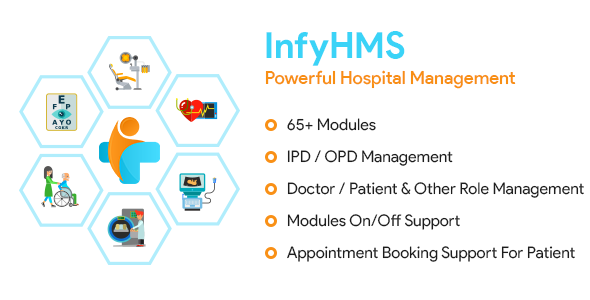 InfyHMS
Powerful Hospital Management
65+ Modules
IPD / OPD Management
Doctor / Patient & Other Role Management
Modules On/Off Support
Appointment Booking Support For Patient
E
F P
A Y O